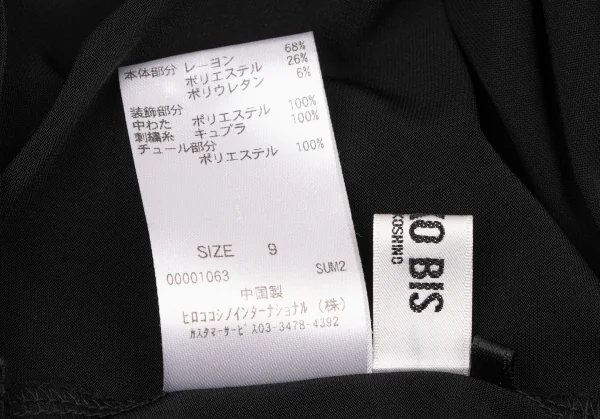 本体部分 レーヨン 68%
ポリエステル 26%
ポリウレタン 6%
装飾部分
中わた ポリエステル 100%
刺繍糸 キュプラ 100%
チュール部分
ポリエステル 100%
SIZE 9
00001063 SUM2
中国製
ヒロココシノインターナショナル(株)
カスタマーサービス03-3478-4392
KO BIS
KOSHINO